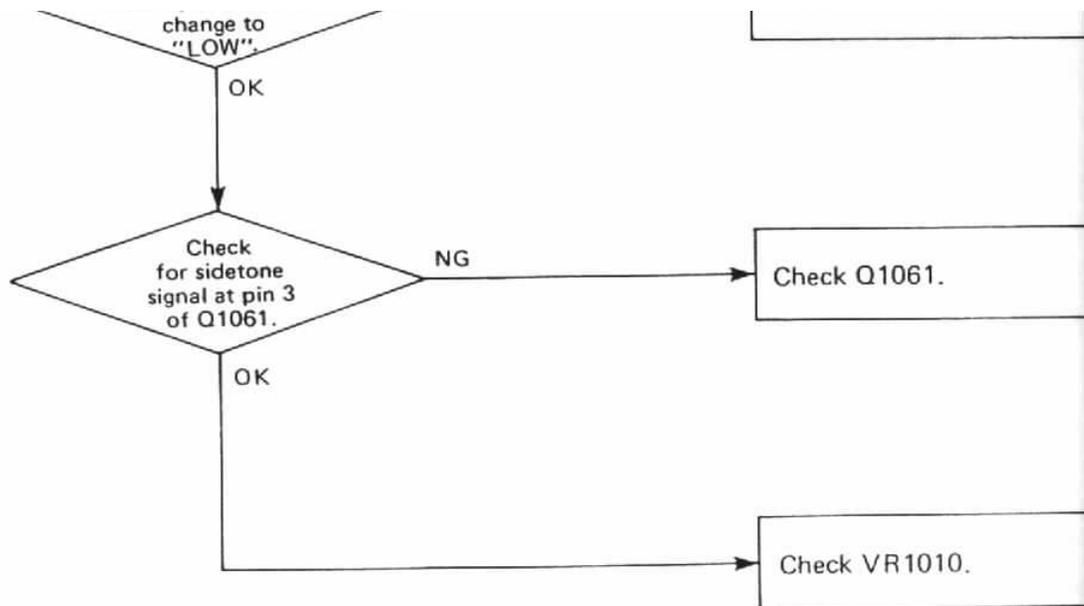 change to
"LOW".
OK
Check
for sidetone
signal at pin 3
of Q1061.
NG
Check Q1061.
OK
Check VR1010.